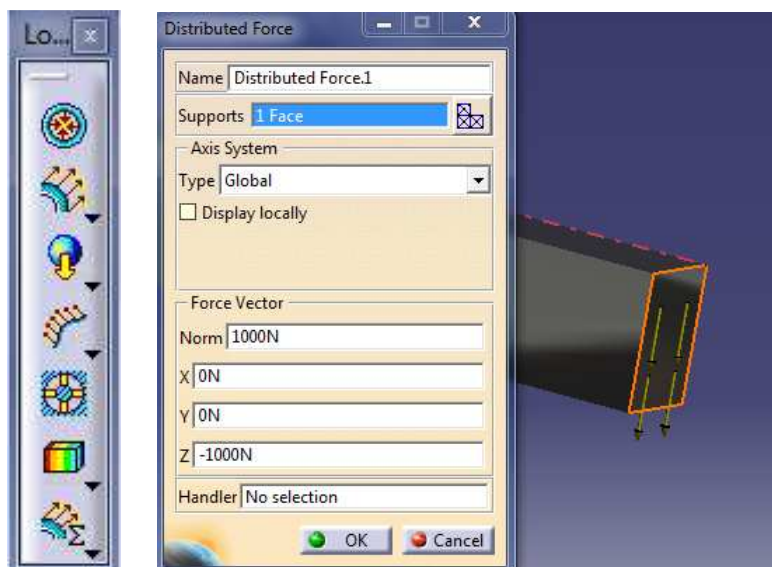 Lo...
Distributed Force
Name Distributed Force.1
Supports 1 Face
Axis System
Type Global
Display locally
Force Vector
Norm 1000N
X 0N
Y 0N
Z -1000N
Handler No selection
OK Cancel